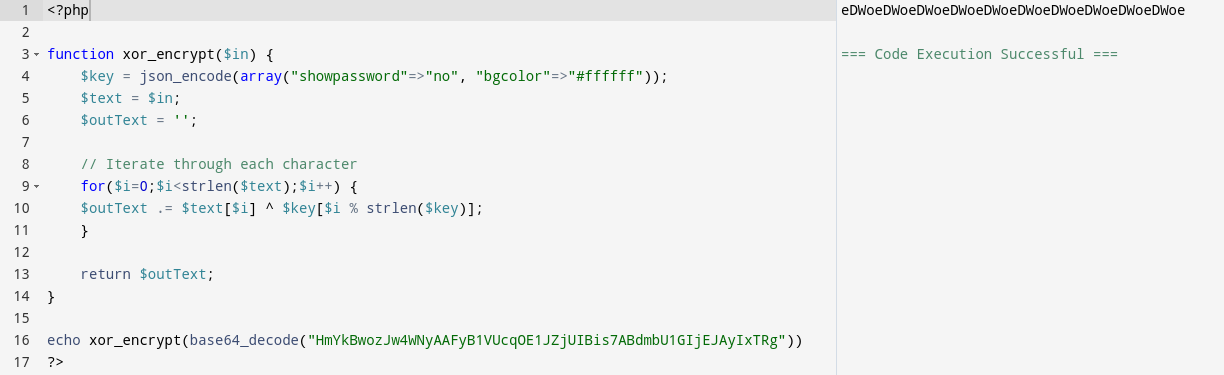 1 <?php
2
3 function xor_encrypt($in) {
4 $key = json_encode(array("showpassword"=>"no", "bgcolor"=>"#ffffff"));
5 $text = $in;
6 $outText = '';
7
8 // Iterate through each character
9 for($i=0;$i<strlen($text);$i++) {
10 $outText .= $text[$i] ^ $key[$i % strlen($key)];
11 }
12
13 return $outText;
14 }
15
16 echo xor_encrypt(base64_decode("HmYkBwozJw4WNyAAFyB1VUcqOE1JZjUIBis7ABdmbU1GIjEJAyIxTRg"))
17 ?>
eDWoeDWoeDWoeDWoeDWoeDWoeDWoeDWoeDWoeDWoe
=== Code Execution Successful ===